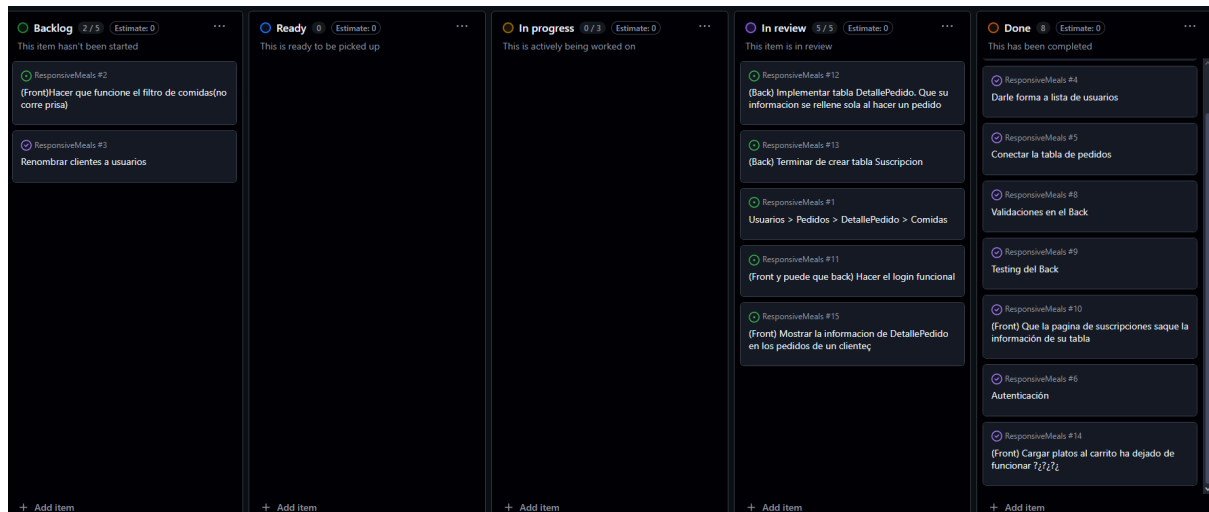 Backlog 2 / 5 Estimate: 0 ...
This item hasn't been started
ResponsiveMeals #2
(Front)Hacer que funcione el filtro de comidas(no
corre prisa)
ResponsiveMeals #3
Renombrar clientes a usuarios
+ Add item
Ready 0 Estimate: 0 ...
This is ready to be picked up
+ Add item
In progress 0 / 3 Estimate: 0 ...
This is actively being worked on
+ Add item
In review 5 / 5 Estimate: 0 ...
This item is in review
ResponsiveMeals #12
(Back) Implementar tabla DetallePedido. Que su
informacion se rellene sola al hacer un pedido
ResponsiveMeals #13
(Back) Terminar de crear tabla Suscripcion
ResponsiveMeals #1
Usuarios > Pedidos > DetallePedido > Comidas
ResponsiveMeals #11
(Front y puede que back) Hacer el login funcional
ResponsiveMeals #15
(Front) Mostrar la informacion de DetallePedido
en los pedidos de un clienteç
+ Add item
Done 8 Estimate: 0 ...
This has been completed
ResponsiveMeals #4
Darle forma a lista de usuarios
ResponsiveMeals #5
Conectar la tabla de pedidos
ResponsiveMeals #8
Validaciones en el Back
ResponsiveMeals #9
Testing del Back
ResponsiveMeals #10
(Front) Que la pagina de suscripciones saque la
información de su tabla
ResponsiveMeals #6
Autenticación
ResponsiveMeals #14
(Front) Cargar platos al carrito ha dejado de
funcionar ?¿?¿?¿
+ Add item